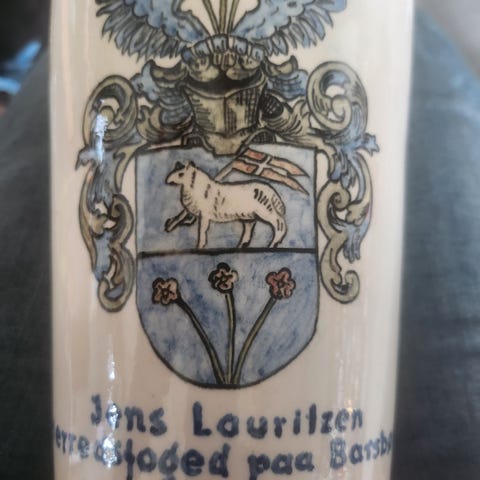 Jens Lauritzen
erredsfoged paa Barsb